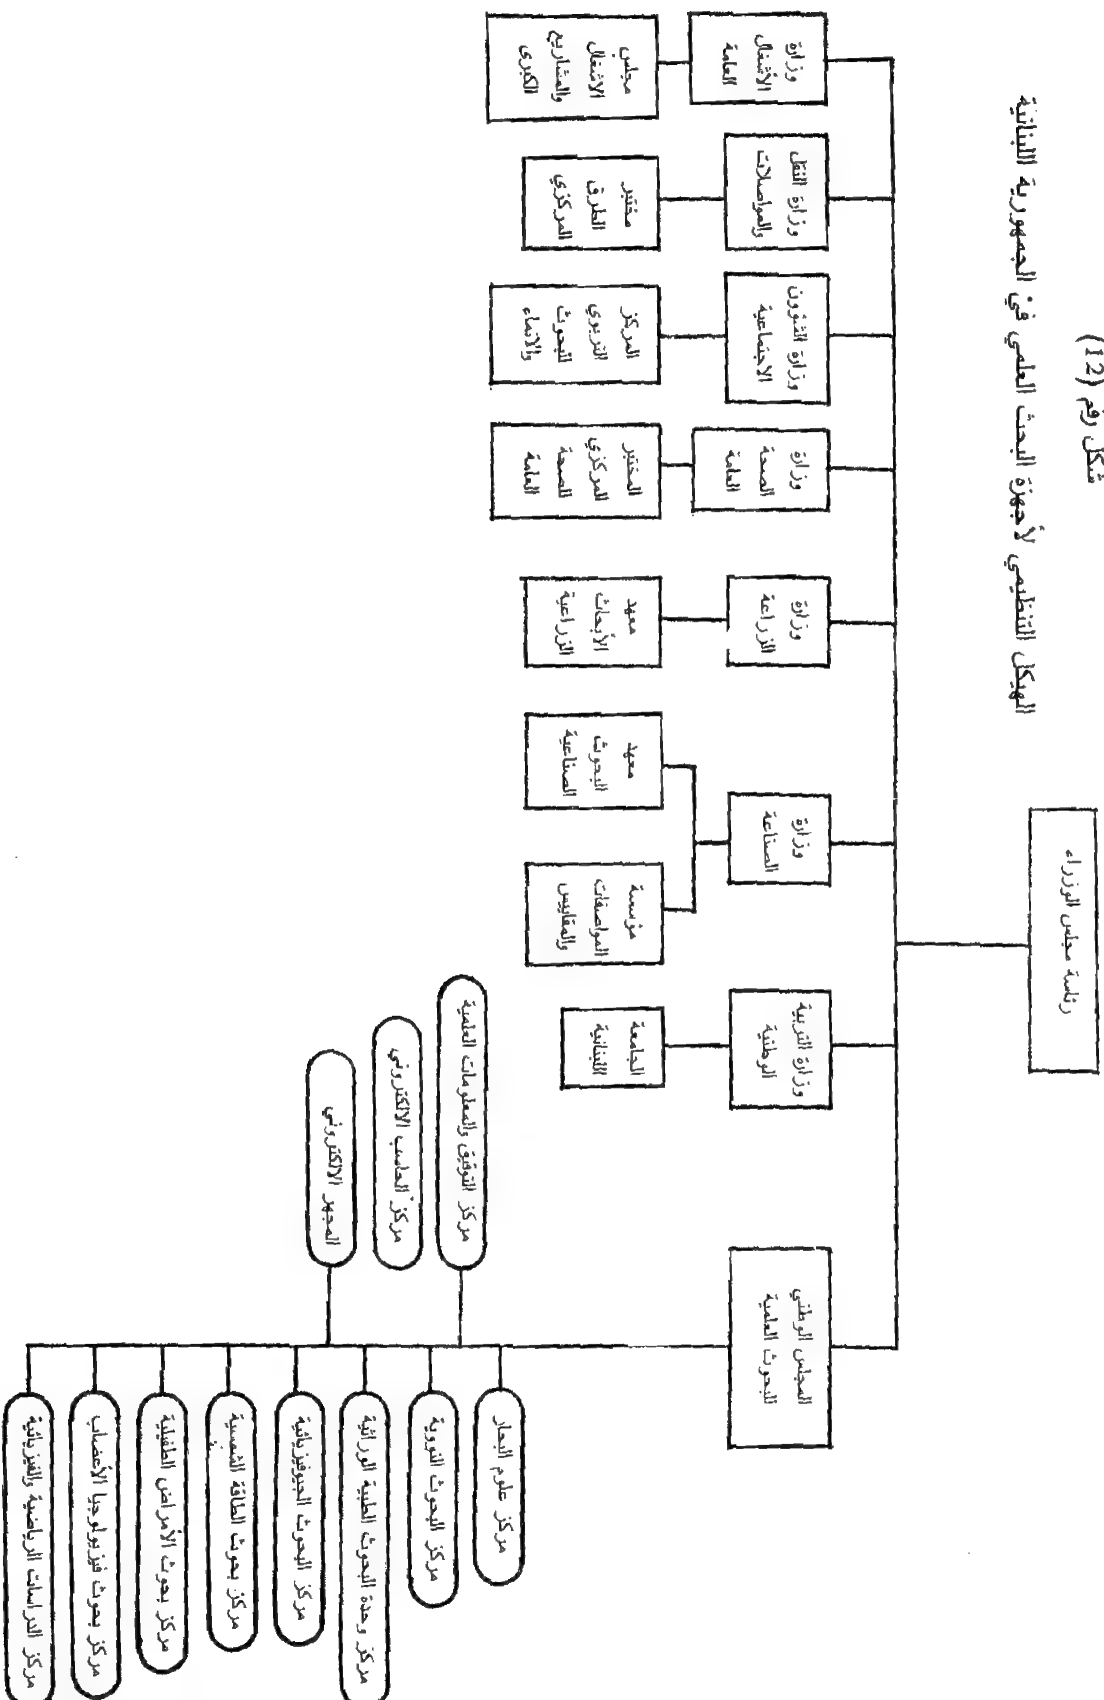 شكل رقم (12)
الهيكل التنظيمي لأجهزة البحث العلمي في الجمهورية اللبنانية
رئاسة مجلس الوزراء
وزارة
الأشغال
العامة
وزارة النقل
والمواصلات
وزارة الشؤون
الاجتماعية
وزارة
الصحة
العامة
وزارة
الزراعة
وزارة
الصناعة
وزارة التربية
الوطنية
المجلس الوطني
للبحوث العلمية
مجلس
الاشغال
والمشاريع
الكبرى
مختبر
الطرق
المركزي
المركز
التربوي
للبحوث
والانماء
المختبر
المركزي
للصحة
العامة
معهد
الأبحاث
الزراعية
معهد
البحوث
الصناعية
مؤسسة
المواصفات
والمقاييس
الجامعة
اللبنانية
مركز التوثيق والمعلومات العلمية
مركز الحاسب الالكتروني
المجهر الالكتروني
مركز علوم البحار
مركز البحوث النووية
مركز وحدة البحوث الطبية الوراثية
مركز البحوث الجيوفيزيائية
مركز بحوث الطاقة الشمسية
مركز بحوث الأمراض الطفيلية
مركز بحوث فيزيولوجيا الأعصاب
مركز الدراسات الرياضية والفيزيائية